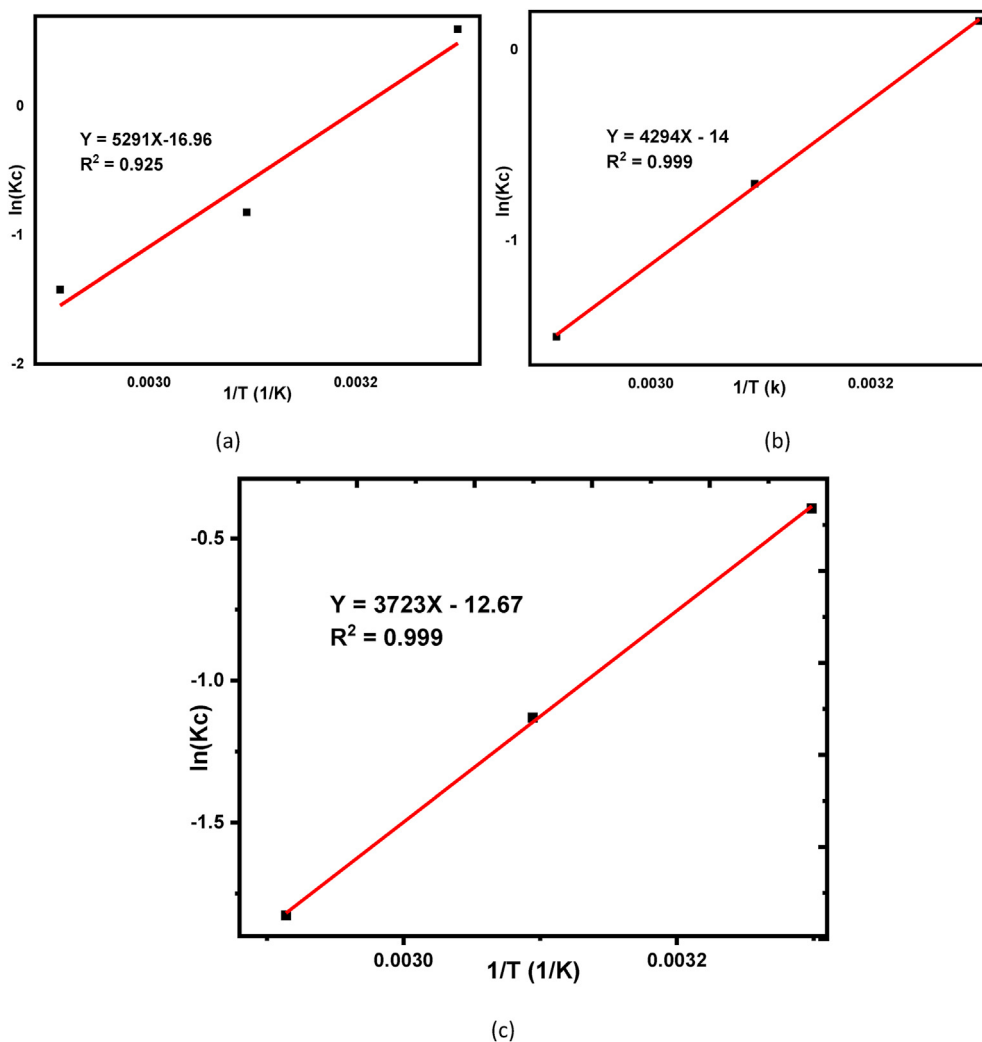 0
-1
-2
ln(Kc)
Y = 5291X-16.96
R² = 0.925
0.0030
0.0032
1/T (1/K)
(a)
0
-1
ln(Kc)
Y = 4294X - 14
R² = 0.999
0.0030
0.0032
1/T (k)
(b)
-0.5
-1.0
-1.5
ln(Kc)
Y = 3723X - 12.67
R² = 0.999
0.0030
0.0032
1/T (1/K)
(c)